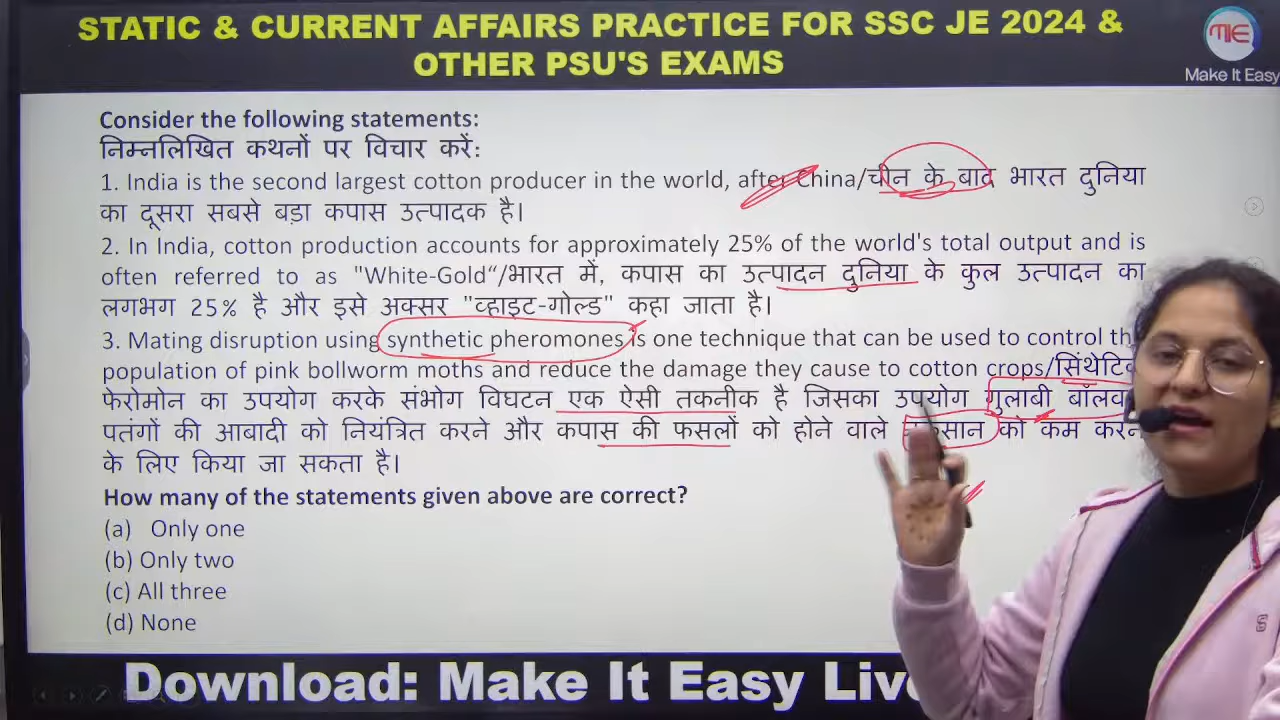 STATIC & CURRENT AFFAIRS PRACTICE FOR SSC JE 2024 &
OTHER PSU'S EXAMS
MIE
Make It Easy
Consider the following statements:
निम्नलिखित कथनों पर विचार करें:
1. India is the second largest cotton producer in the world, after China/चीन के बाद भारत दुनिया
का दूसरा सबसे बड़ा कपास उत्पादक है।
2. In India, cotton production accounts for approximately 25% of the world's total output and is
often referred to as "White-Gold“/भारत में, कपास का उत्पादन दुनिया के कुल उत्पादन का
लगभग 25% है और इसे अक्सर "व्हाइट-गोल्ड" कहा जाता है।
3. Mating disruption using synthetic pheromones is one technique that can be used to control
population of pink bollworm moths and reduce the damage they cause to cotton crops/
फेरोमोन का उपयोग करके संभोग विघटन एक ऐसी तकनीक है जिसका उपयोग गुलाबी
पतंगों की आबादी को नियंत्रित करने और कपास की फसलों को होने वाले को कम
के लिए किया जा सकता है।
How many of the statements given above are correct?
(a) Only one
(b) Only two
(c) All three
(d) None
Download: Make It Easy